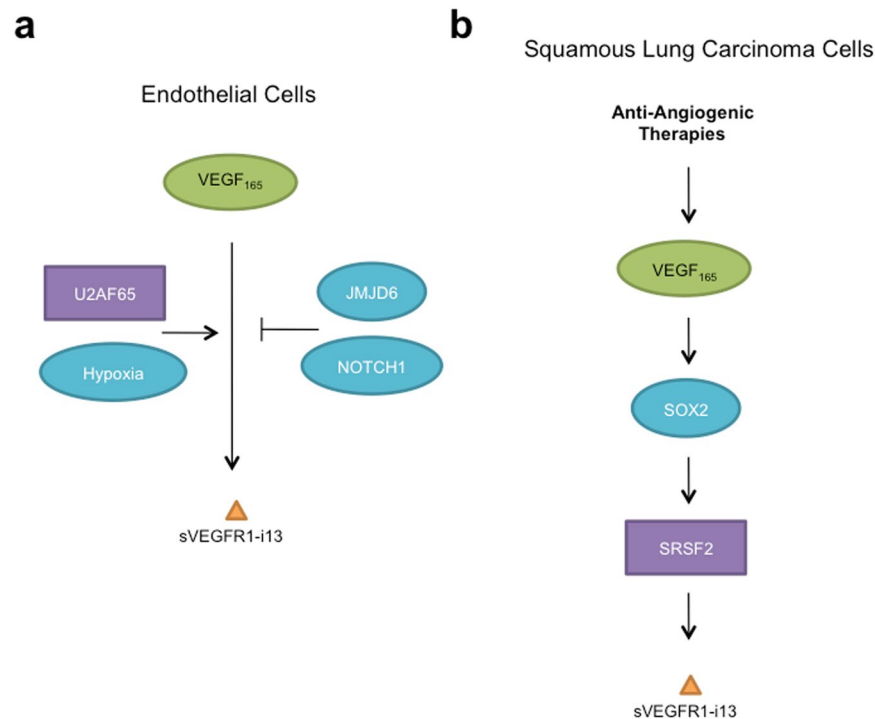 a
Endothelial Cells
VEGF165
U2AF65
Hypoxia
JMJD6
NOTCH1
sVEGFR1-i13
b
Squamous Lung Carcinoma Cells
Anti-Angiogenic
Therapies
VEGF165
SOX2
SRSF2
sVEGFR1-i13